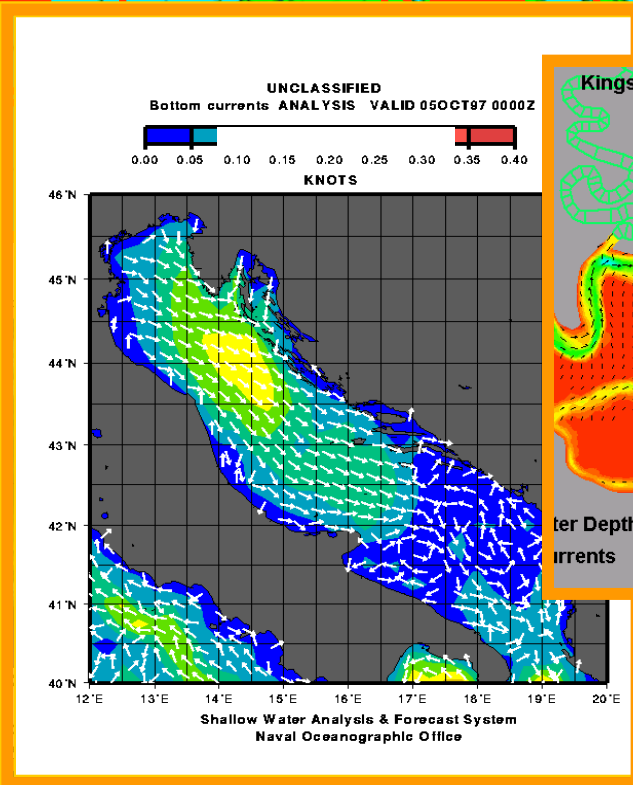 UNCLASSIFIED
Bottom currents ANALYSIS VALID 05OCT97 0000Z
0.00 0.05 0.10 0.15 0.20 0.25 0.30 0.35 0.40
KNOTS
46°N
45°N
44°N
43°N
42°N
41°N
40°N
12°E 13°E 14°E 15°E 16°E 17°E 18°E 19°E 20°E
Shallow Water Analysis & Forecast System
Naval Oceanographic Office
Kings
ter Depth
urrents